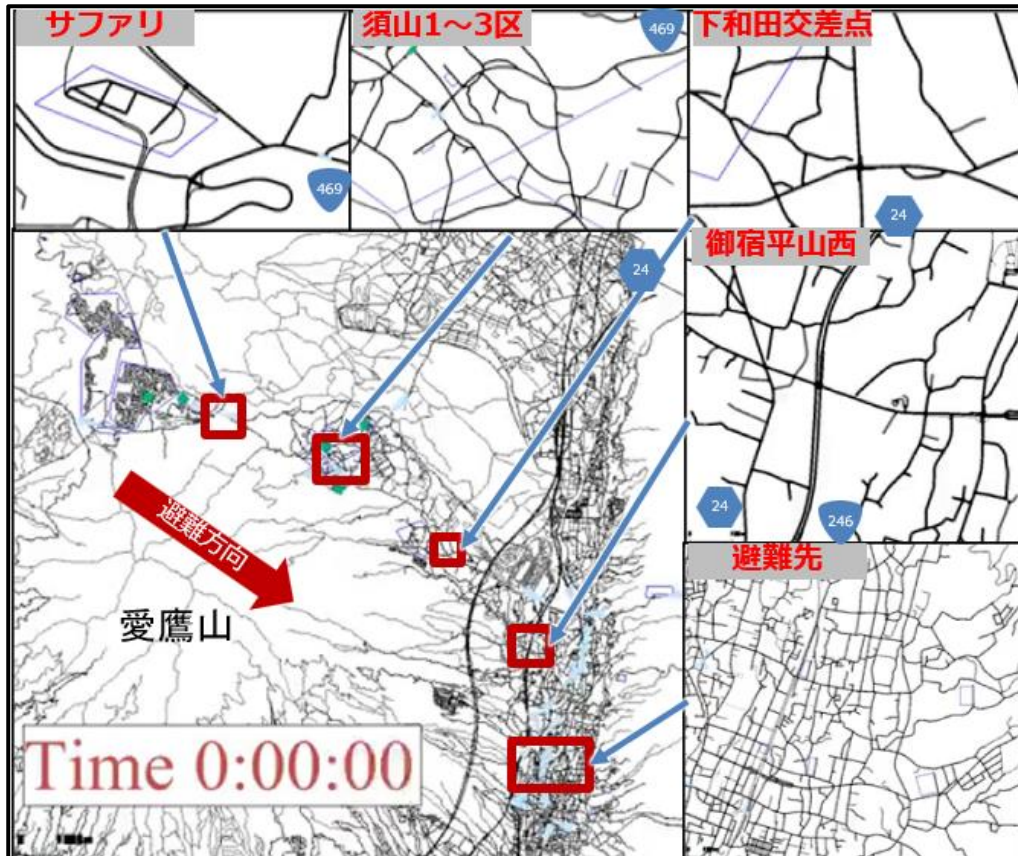 サファリ
須山1～3区
下和田交差点
469
469
24
24
御宿平山西
24
246
避難先
避難方向
愛鷹山
Time 0:00:00